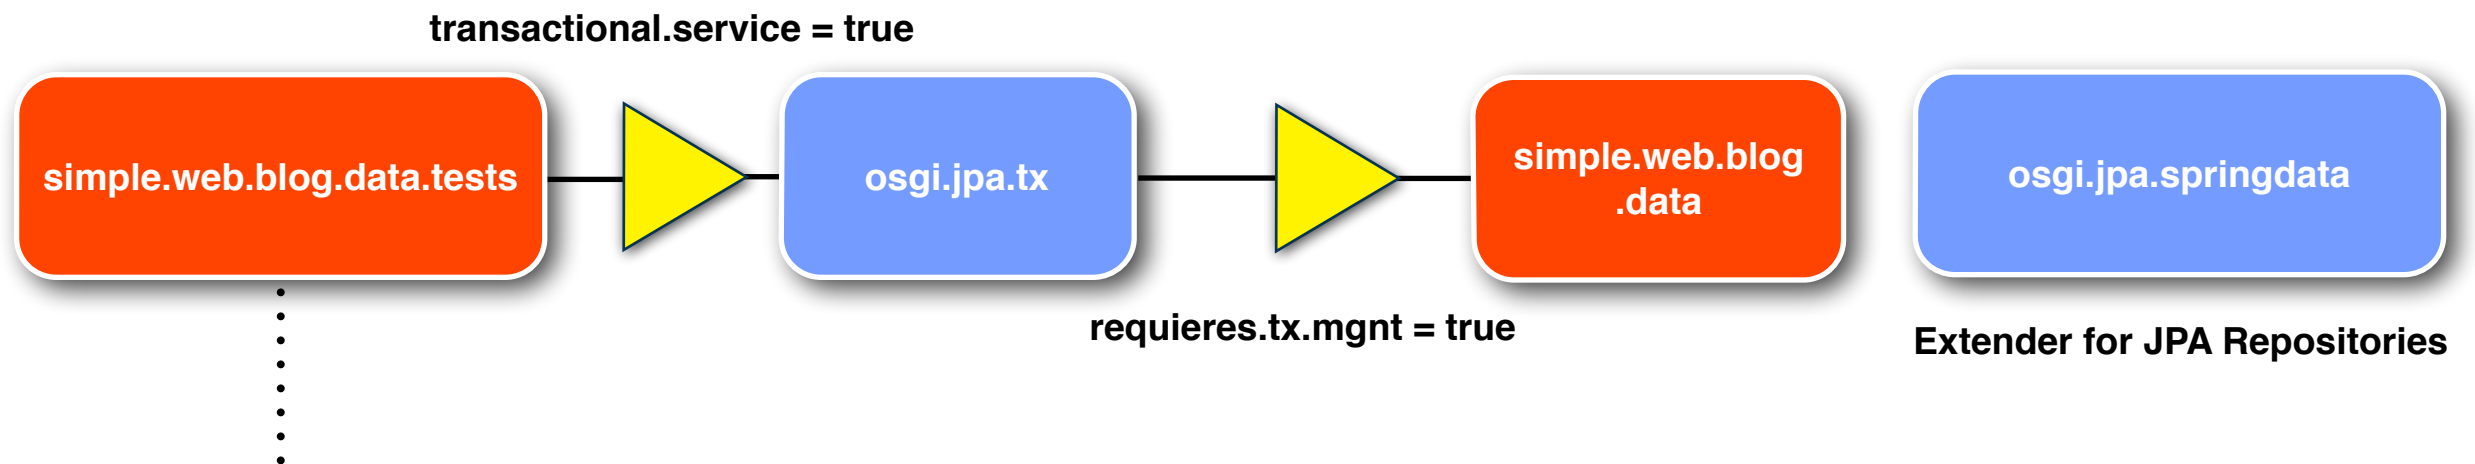 transactional.service = true
simple.web.blog.data.tests
osgi.jpa.tx
simple.web.blog
.data
osgi.jpa.springdata
requieres.tx.mgnt = true
Extender for JPA Repositories